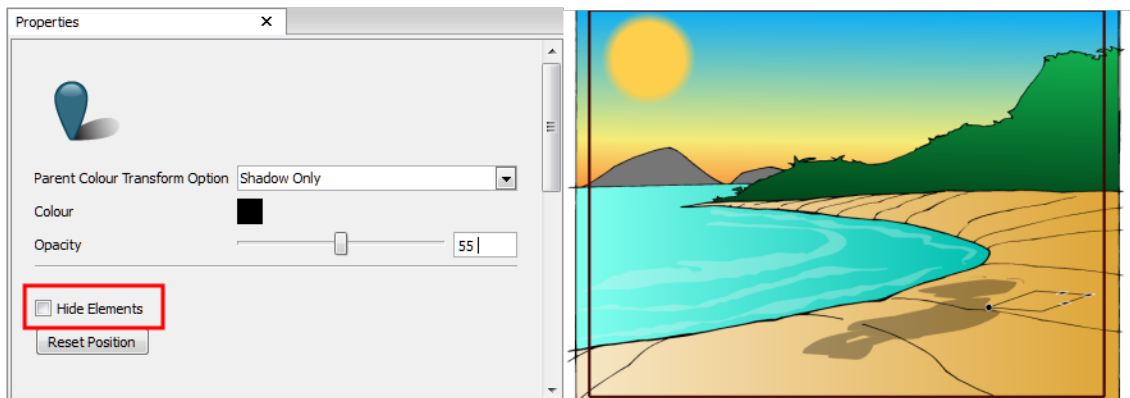 Properties
Parent Colour Transform Option Shadow Only
Colour
Opacity 55
Hide Elements
Reset Position